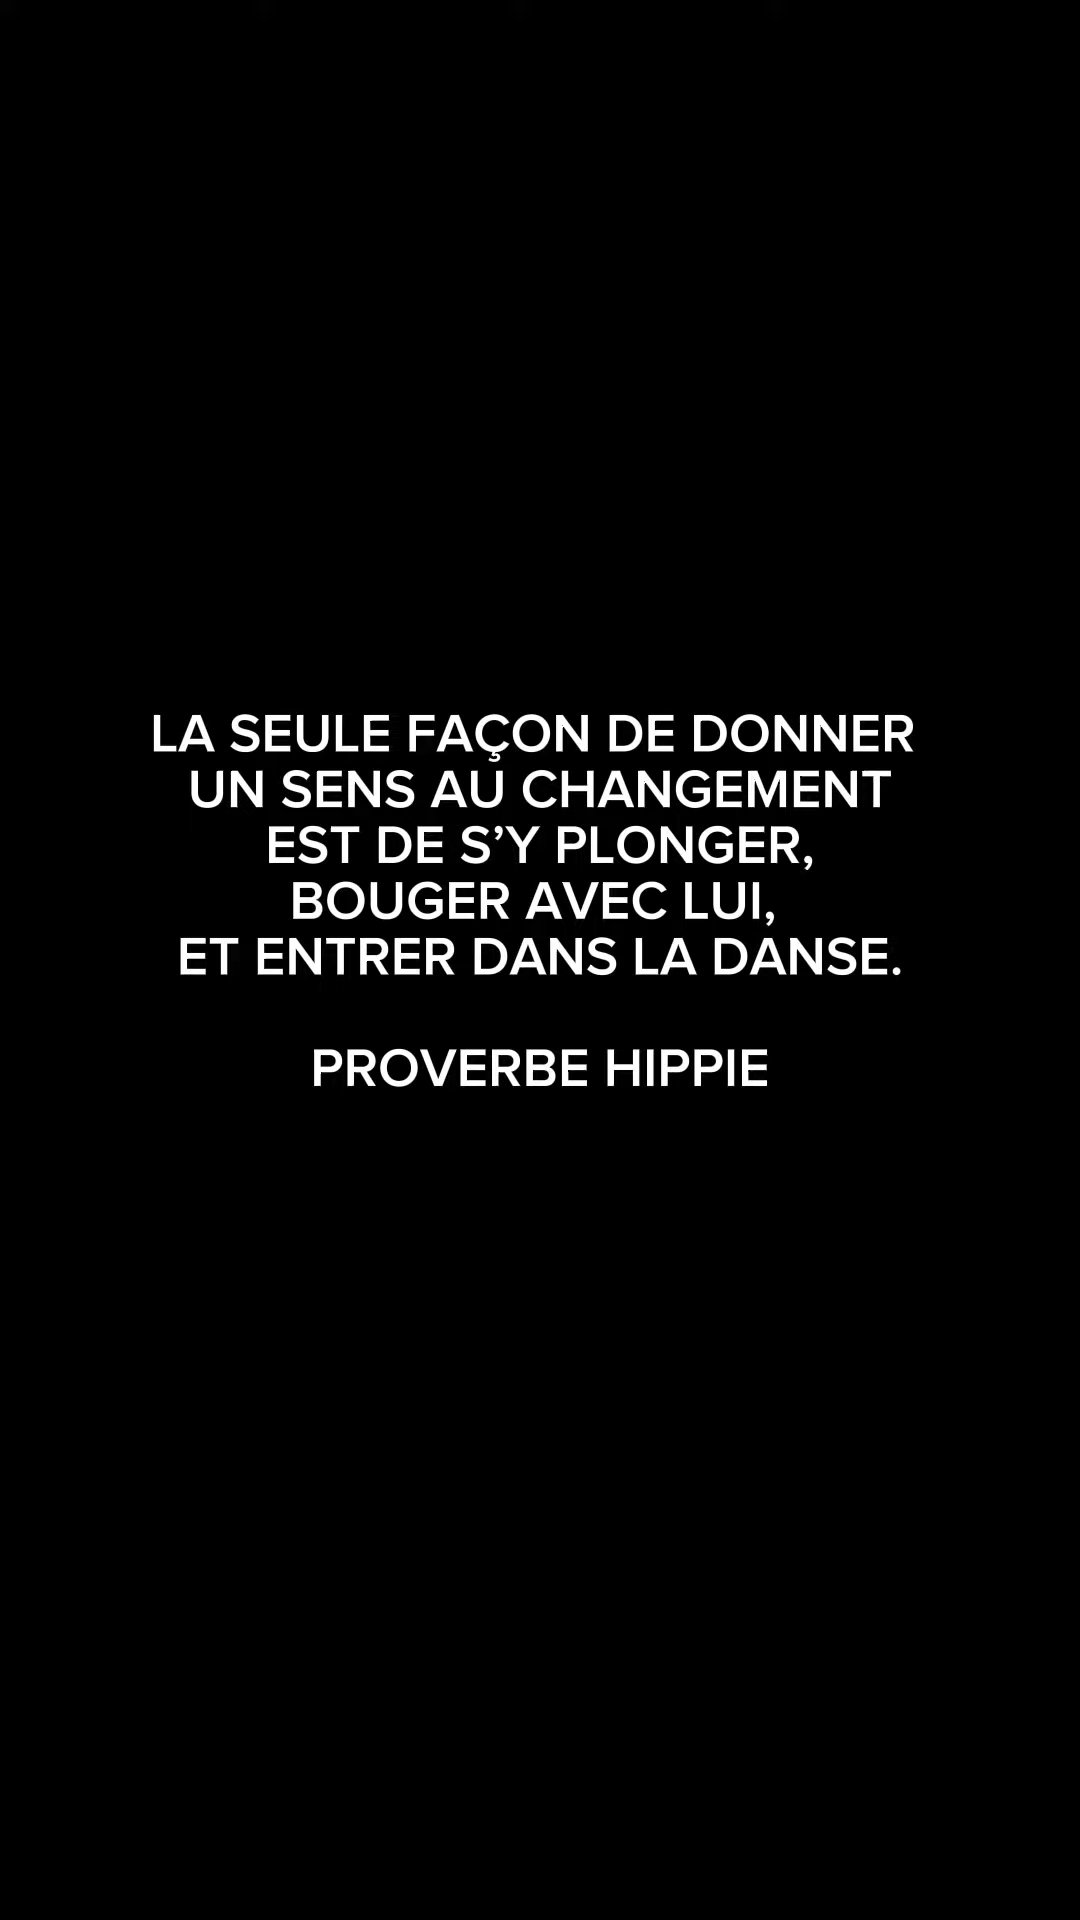 LA SEULE FAÇON DE DONNER
UN SENS AU CHANGEMENT
EST DE S’Y PLONGER,
BOUGER AVEC LUI,
ET ENTRER DANS LA DANSE.
PROVERBE HIPPIE